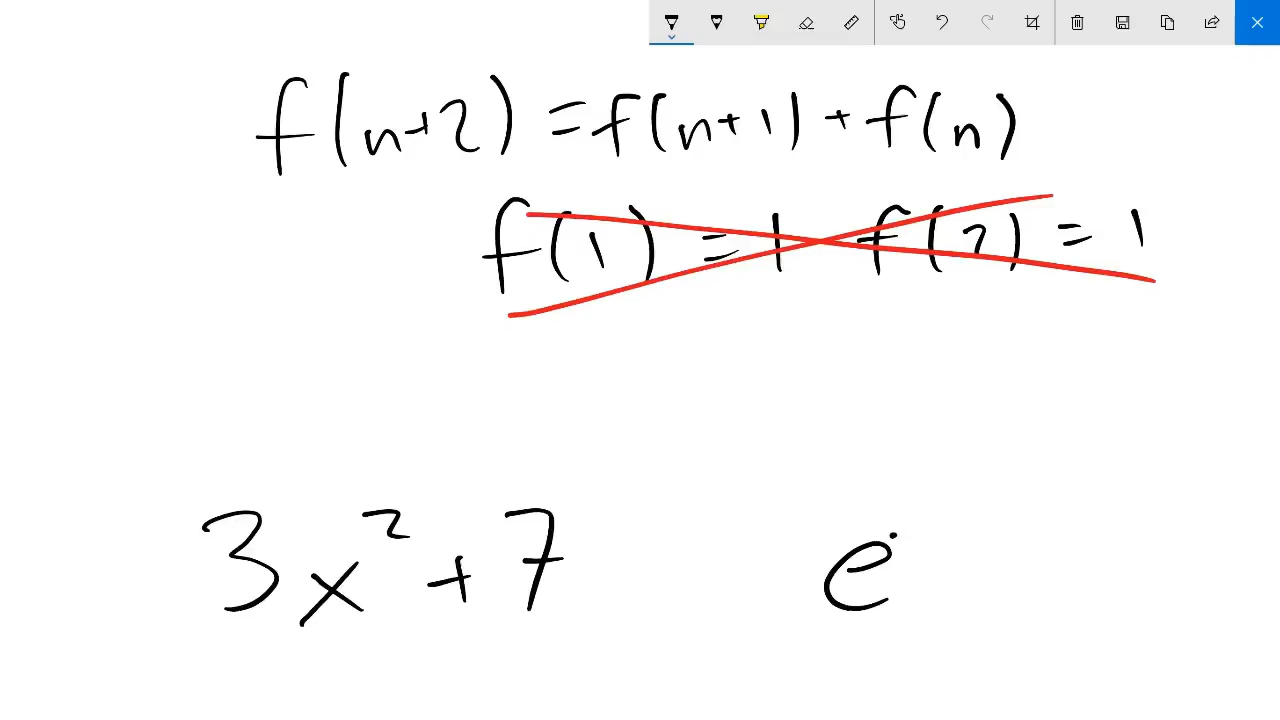 f(n+2) = f(n+1) + f(n)
f(1) = 1 f(2) = 1
3x² + 7 e